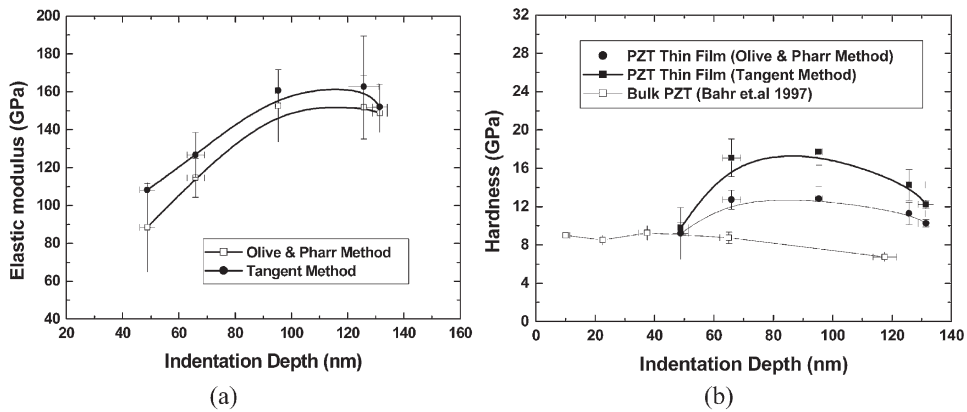 200
180
160
140
120
100
80
60
40
20 40 60 80 100 120 140 160
Elastic modulus (GPa)
Indentation Depth (nm)
Olive & Pharr Method
Tangent Method
(a)
32
28
24
20
16
12
8
4
0
0 20 40 60 80 100 120 140
Hardness (GPa)
Indentation Depth (nm)
PZT Thin Film (Olive & Pharr Method)
PZT Thin Film (Tangent Method)
Bulk PZT (Bahr et.al 1997)
(b)